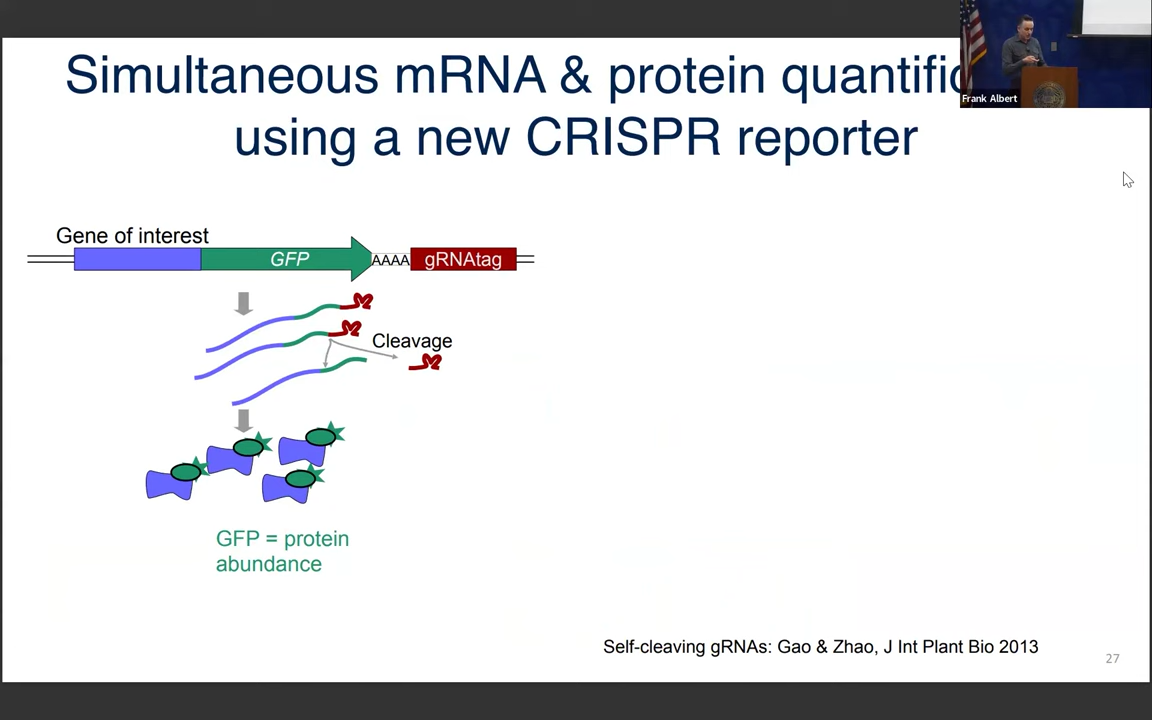 Simultaneous mRNA & protein
using a new CRISPR reporter
Frank Albert
Gene of interest
GFP
AAAA
gRNAtag
Cleavage
GFP = protein
abundance
Self-cleaving gRNAs: Gao & Zhao, J Int Plant Bio 2013
27